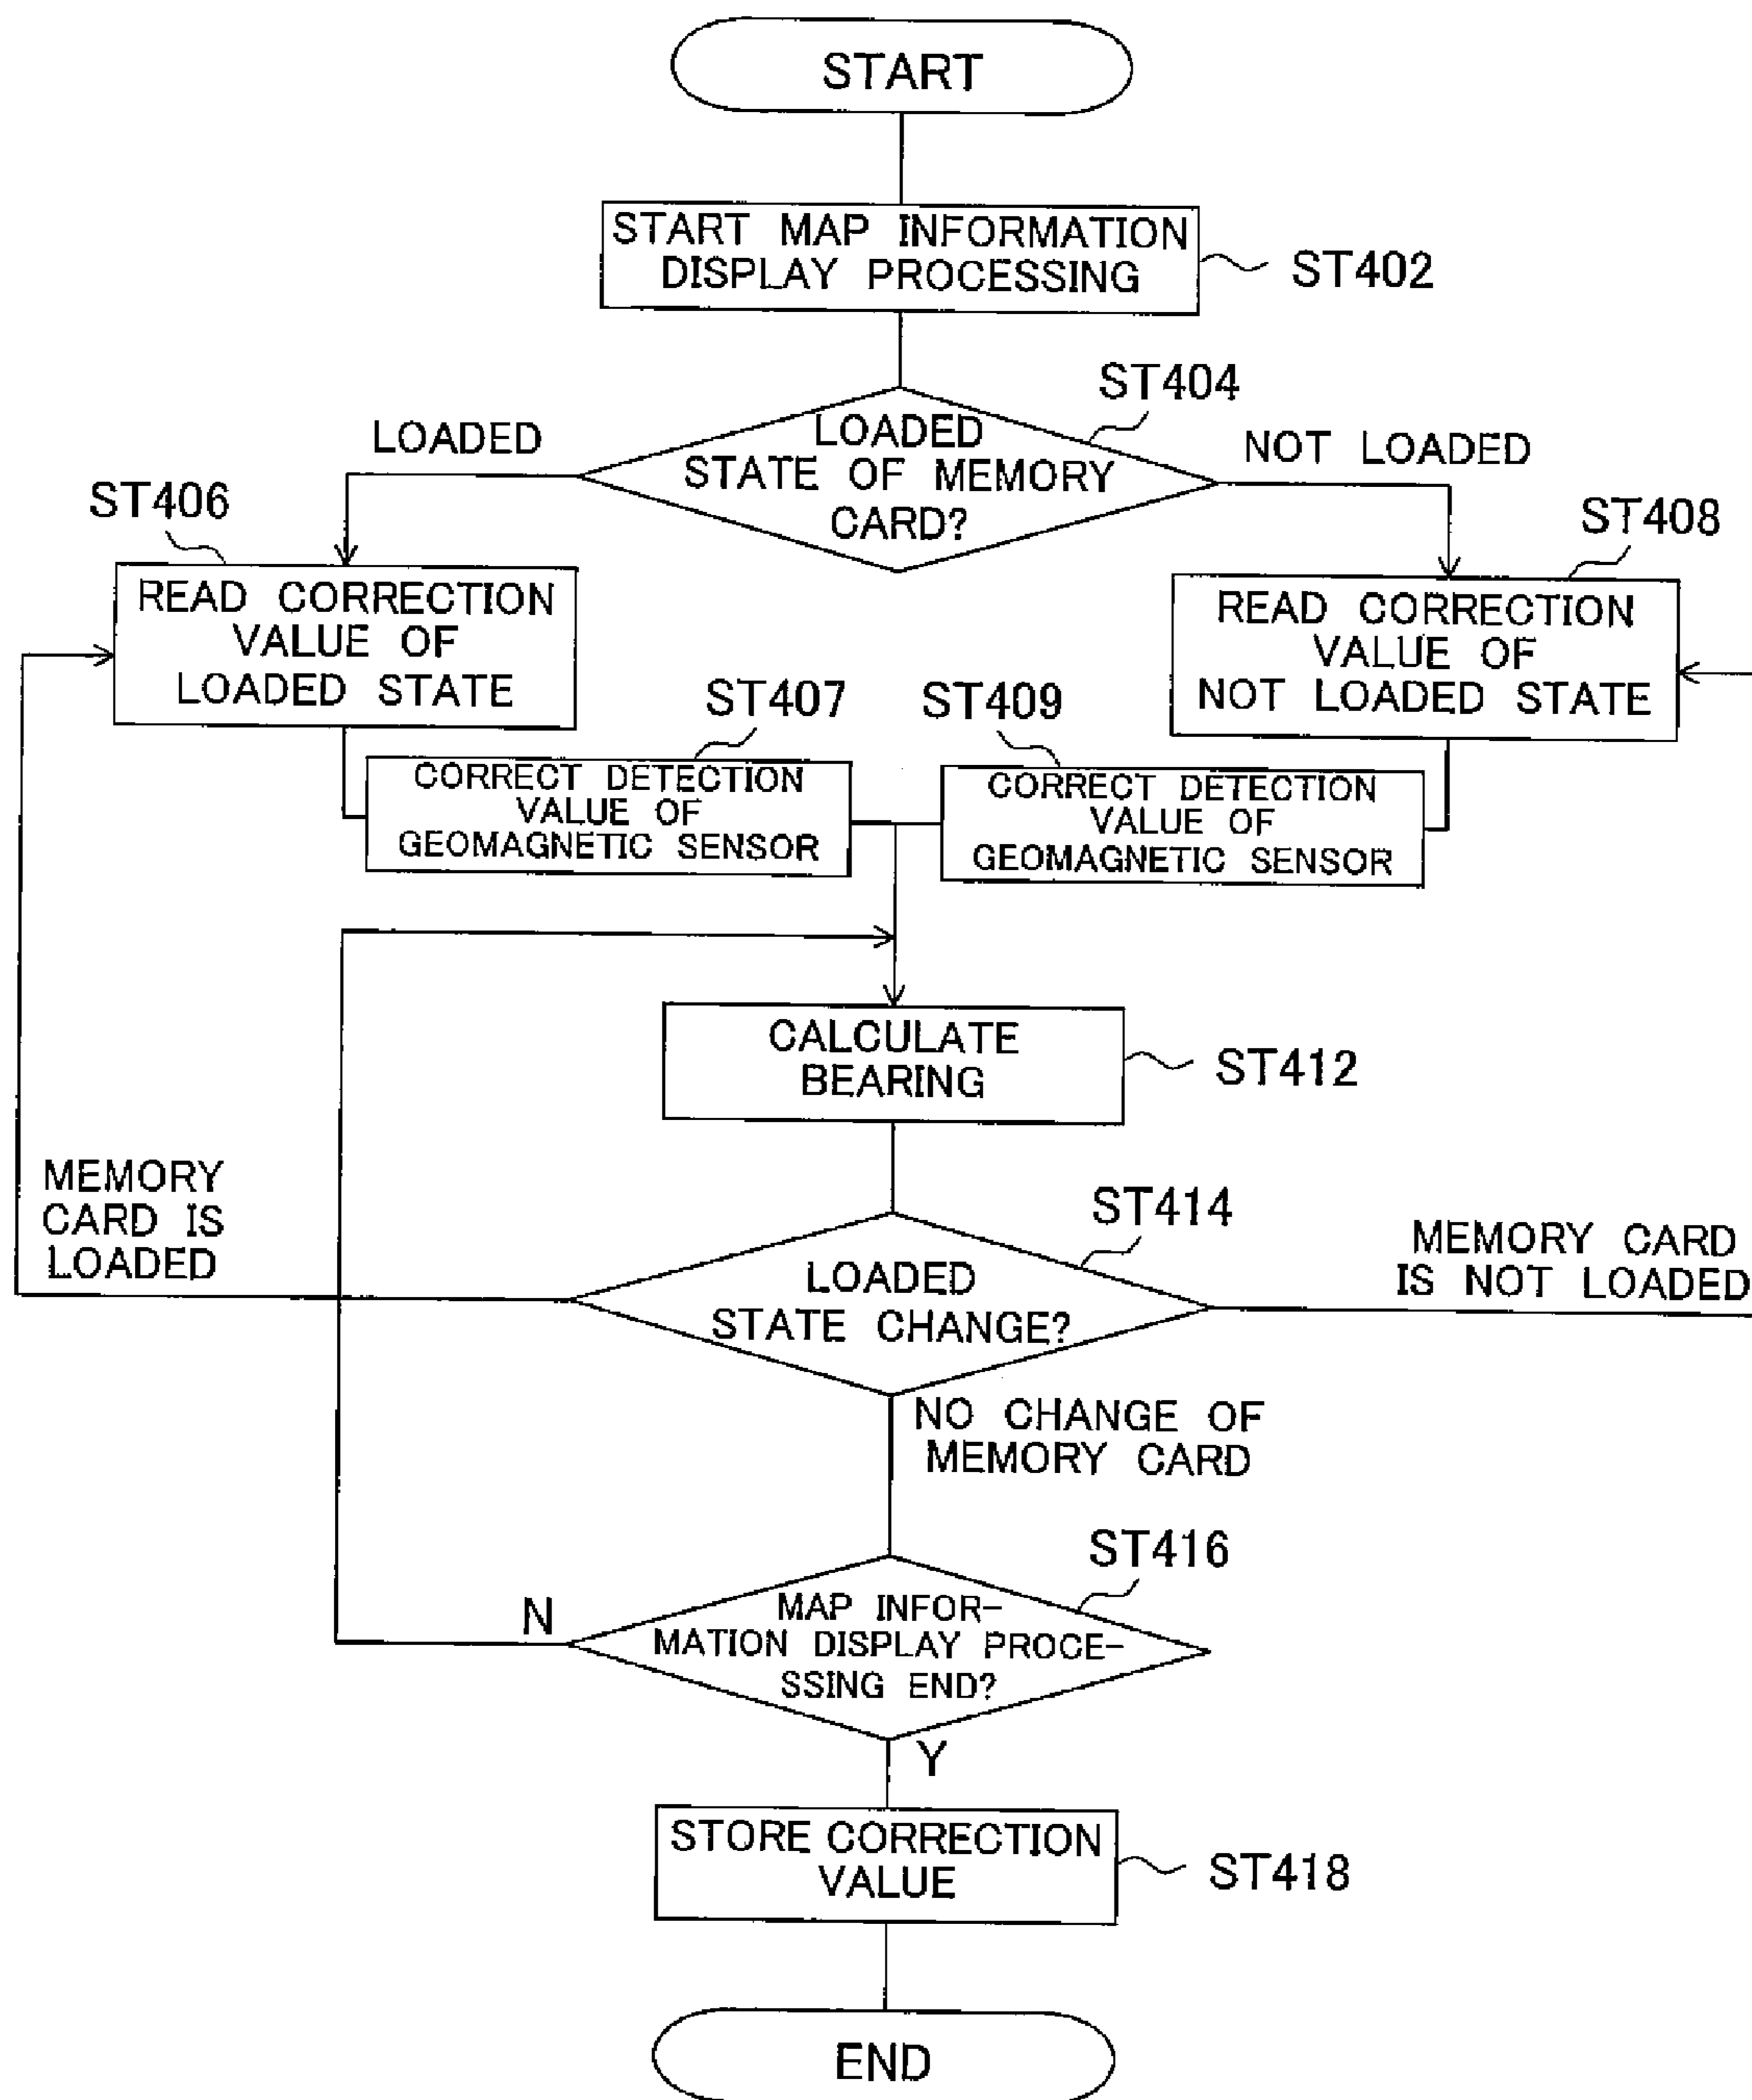 START
START MAP INFORMATION
DISPLAY PROCESSING
ST402
ST404
LOADED
LOADED
STATE OF MEMORY
CARD?
NOT LOADED
ST406
ST408
READ CORRECTION
VALUE OF
LOADED STATE
READ CORRECTION
VALUE OF
NOT LOADED STATE
ST407
ST409
CORRECT DETECTION
VALUE OF
GEOMAGNETIC SENSOR
CORRECT DETECTION
VALUE OF
GEOMAGNETIC SENSOR
CALCULATE
BEARING
ST412
MEMORY
CARD IS
LOADED
ST414
LOADED
STATE CHANGE?
MEMORY CARD
IS NOT LOADED
NO CHANGE OF
MEMORY CARD
ST416
N
MAP INFOR-
MATION DISPLAY PROCE-
SSING END?
Y
STORE CORRECTION
VALUE
ST418
END